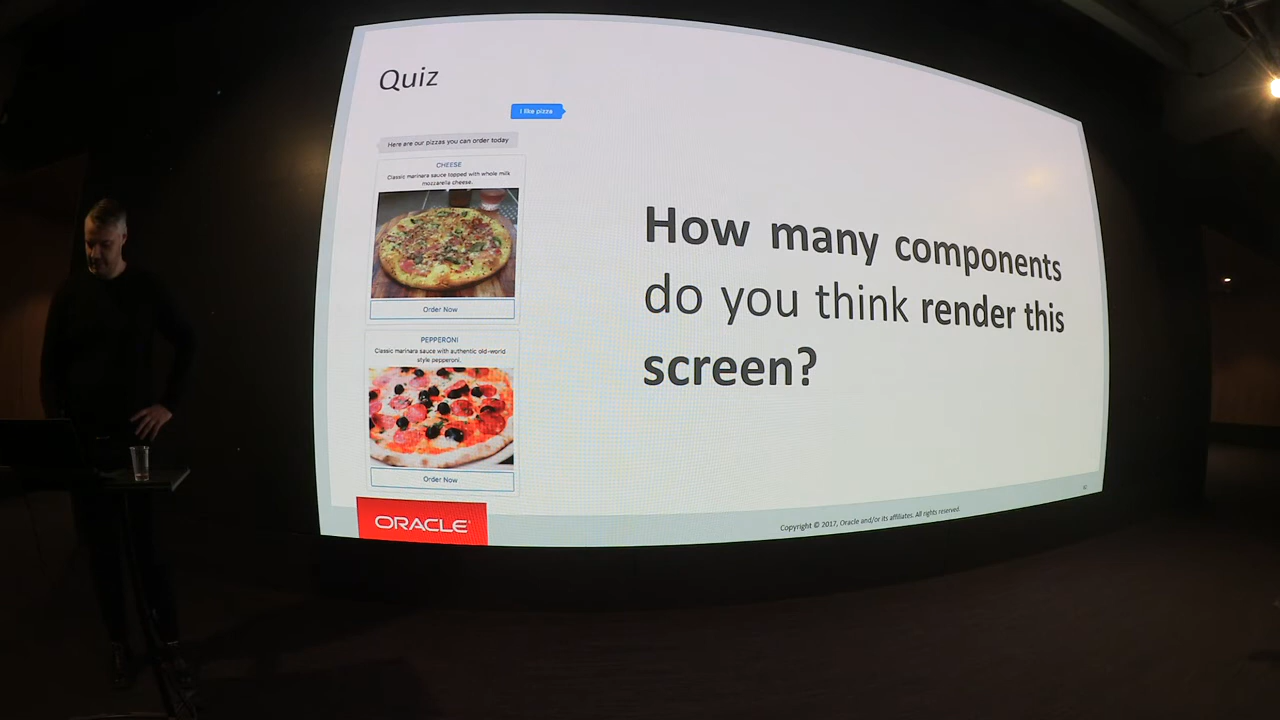 Quiz
I like pizza
Here are our pizzas you can order today
CHEESE
Classic marinara sauce topped with whole milk
mozzarella cheese.
Order Now
PEPPERONI
Classic marinara sauce with authentic old-world
style pepperoni.
Order Now
How many components
do you think render this
screen?
ORACLE
Copyright © 2017, Oracle and/or its affiliates. All rights reserved.